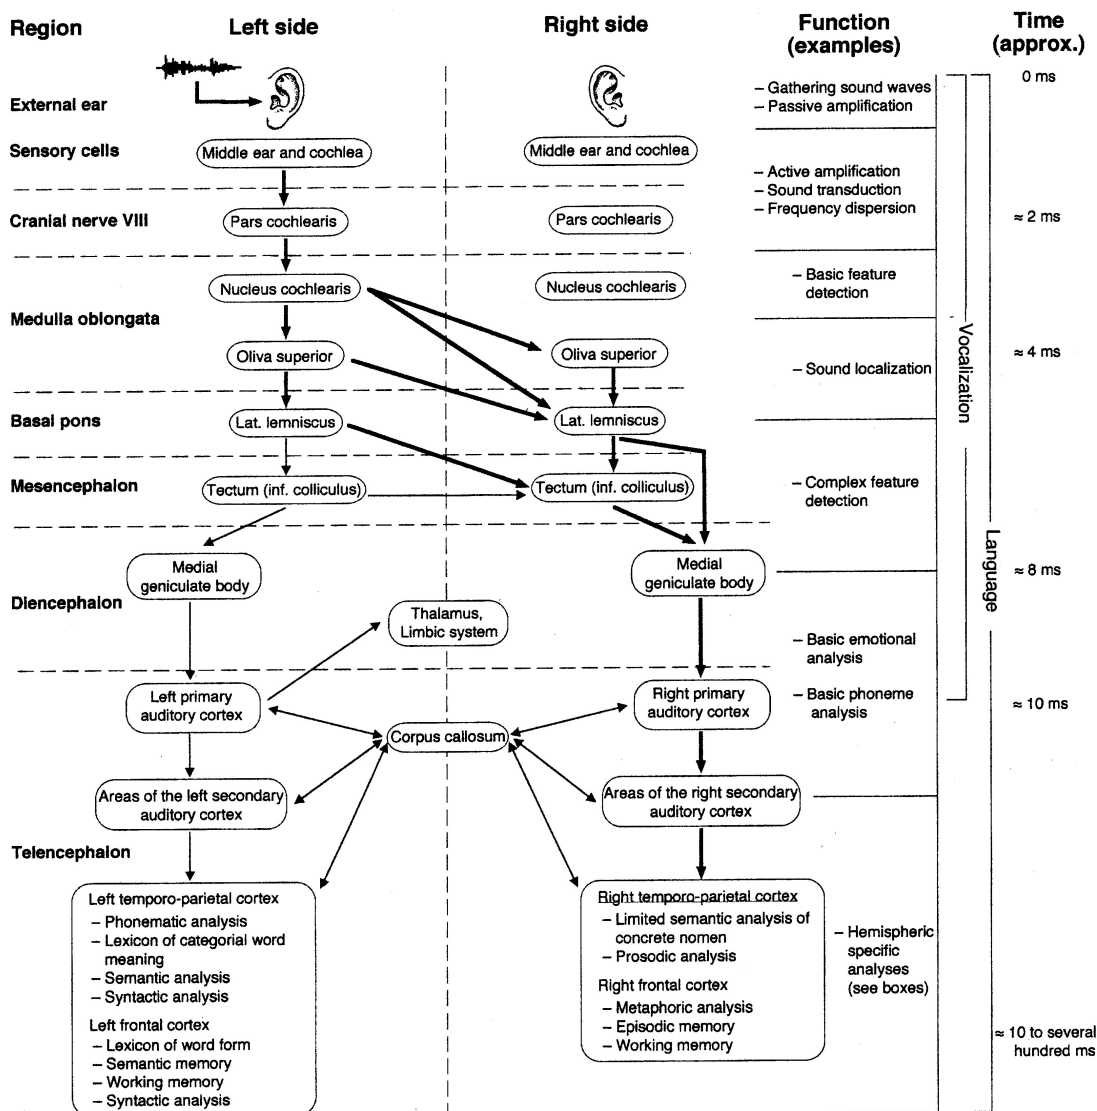 Region
Left side
Right side
Function
(examples)
Time
(approx.)
0 ms
External ear
– Gathering sound waves
– Passive amplification
Sensory cells
Middle ear and cochlea
Middle ear and cochlea
– Active amplification
– Sound transduction
– Frequency dispersion
Cranial nerve VIII
Pars cochlearis
Pars cochlearis
≈ 2 ms
Nucleus cochlearis
Nucleus cochlearis
– Basic feature
detection
Medulla oblongata
Oliva superior
Oliva superior
– Sound localization
≈ 4 ms
Vocalization
Basal pons
Lat. lemniscus
Lat. lemniscus
Mesencephalon
Tectum (inf. colliculus)
Tectum (inf. colliculus)
– Complex feature
detection
Language
Medial
geniculate body
Medial
geniculate body
≈ 8 ms
Diencephalon
Thalamus,
Limbic system
– Basic emotional
analysis
Left primary
auditory cortex
Right primary
auditory cortex
– Basic phoneme
analysis
≈ 10 ms
Corpus callosum
Areas of the left secondary
auditory cortex
Areas of the right secondary
auditory cortex
Telencephalon
Left temporo-parietal cortex
– Phonematic analysis
– Lexicon of categorial word
meaning
– Semantic analysis
– Syntactic analysis
Left frontal cortex
– Lexicon of word form
– Semantic memory
– Working memory
– Syntactic analysis
Right temporo-parietal cortex
– Limited semantic analysis of
concrete nomen
– Prosodic analysis
Right frontal cortex
– Metaphoric analysis
– Episodic memory
– Working memory
– Hemispheric
specific
analyses
(see boxes)
≈ 10 to several
hundred ms